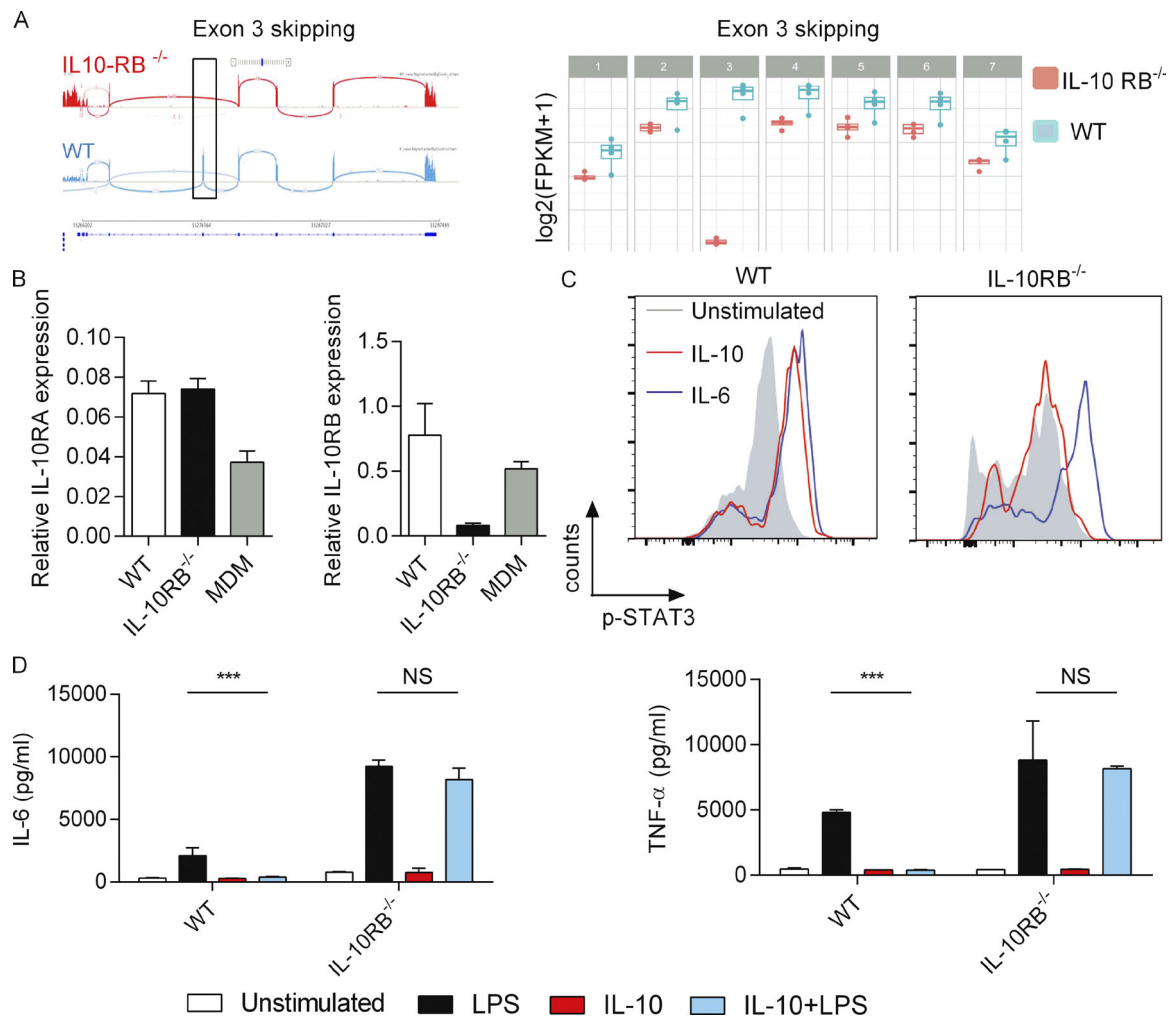 A
Exon 3 skipping
Exon 3 skipping
IL10-RB -/-
WT
33266202
33276764
33287027
33297493
1 2 3 4 5 6 7
log2(FPKM+1)
IL-10 RB-/-
WT
B
Relative IL-10RA expression
0.10
0.08
0.06
0.04
0.02
0.00
WT
IL-10RB-/-
MDM
Relative IL-10RB expression
1.5
1.0
0.5
0.0
WT
IL-10RB-/-
MDM
C
WT
IL-10RB-/-
Unstimulated
IL-10
IL-6
counts
p-STAT3
D
IL-6 (pg/ml)
15000
10000
5000
0
***
NS
WT
IL-10RB-/-
TNF-α (pg/ml)
15000
10000
5000
0
***
NS
WT
IL-10RB-/-
Unstimulated LPS IL-10 IL-10+LPS